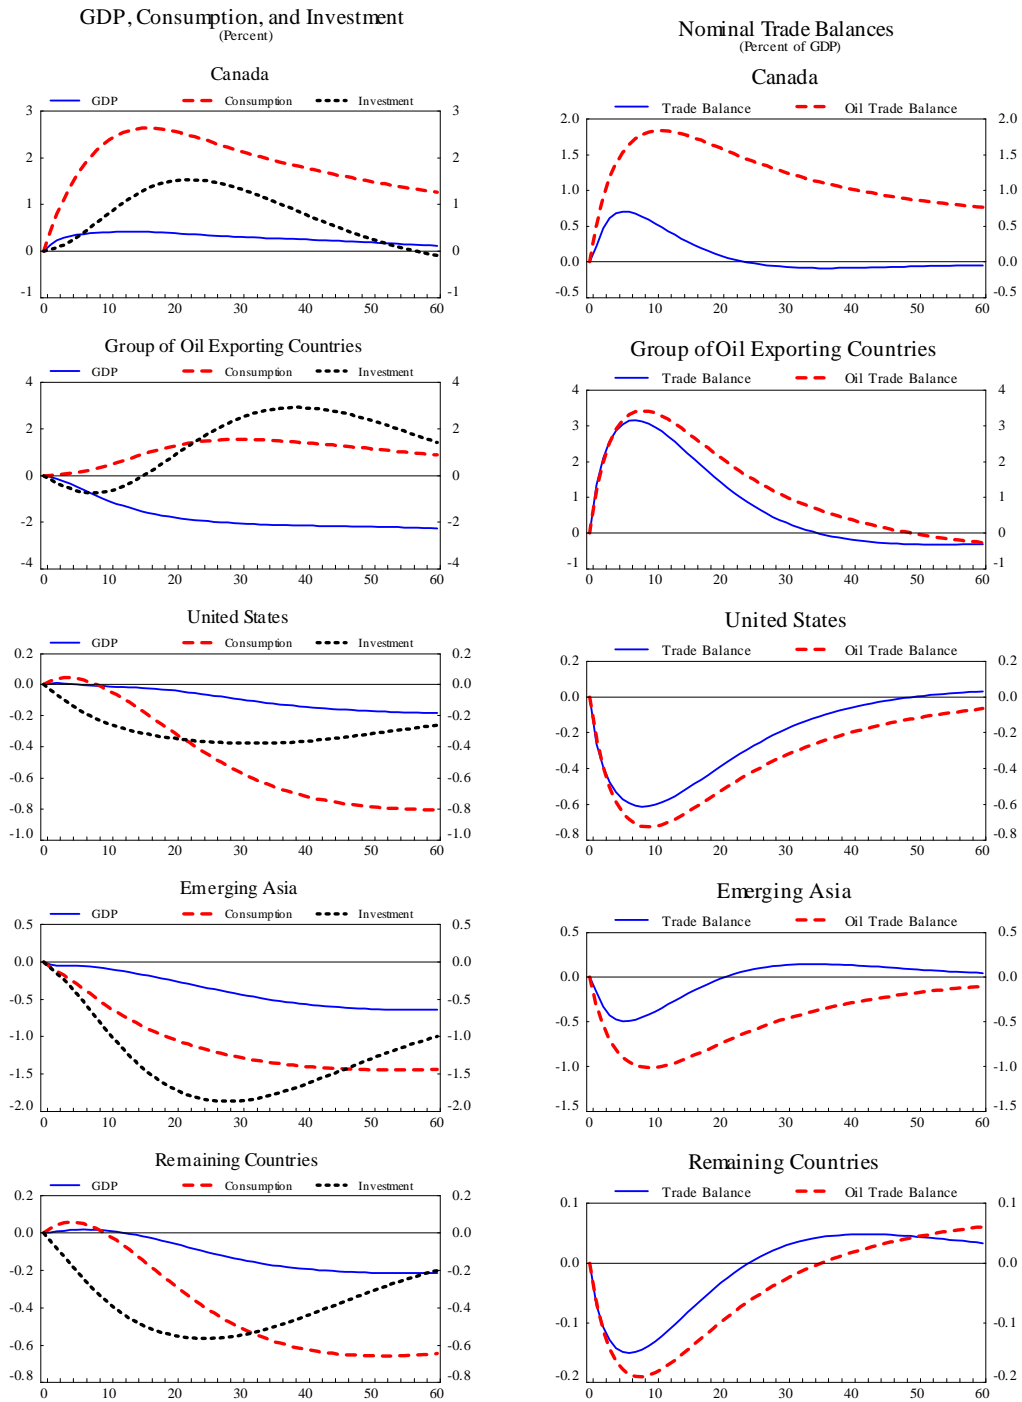 GDP, Consumption, and Investment
(Percent)
Canada
GDP Consumption Investment
3 3
2 2
1 1
0 0
-1 -1
0 10 20 30 40 50 60
Group of Oil Exporting Countries
GDP Consumption Investment
4 4
2 2
0 0
-2 -2
-4 -4
0 10 20 30 40 50 60
United States
GDP Consumption Investment
0.2 0.2
0.0 0.0
-0.2 -0.2
-0.4 -0.4
-0.6 -0.6
-0.8 -0.8
-1.0 -1.0
0 10 20 30 40 50 60
Emerging Asia
GDP Consumption Investment
0.5 0.5
0.0 0.0
-0.5 -0.5
-1.0 -1.0
-1.5 -1.5
-2.0 -2.0
0 10 20 30 40 50 60
Remaining Countries
GDP Consumption Investment
0.2 0.2
0.0 0.0
-0.2 -0.2
-0.4 -0.4
-0.6 -0.6
-0.8 -0.8
0 10 20 30 40 50 60
Nominal Trade Balances
(Percent of GDP)
Canada
Trade Balance Oil Trade Balance
2.0 2.0
1.5 1.5
1.0 1.0
0.5 0.5
0.0 0.0
-0.5 -0.5
0 10 20 30 40 50 60
Group of Oil Exporting Countries
Trade Balance Oil Trade Balance
4 4
3 3
2 2
1 1
0 0
-1 -1
0 10 20 30 40 50 60
United States
Trade Balance Oil Trade Balance
0.2 0.2
0.0 0.0
-0.2 -0.2
-0.4 -0.4
-0.6 -0.6
-0.8 -0.8
0 10 20 30 40 50 60
Emerging Asia
Trade Balance Oil Trade Balance
0.5 0.5
0.0 0.0
-0.5 -0.5
-1.0 -1.0
-1.5 -1.5
0 10 20 30 40 50 60
Remaining Countries
Trade Balance Oil Trade Balance
0.1 0.1
0.0 0.0
-0.1 -0.1
-0.2 -0.2
0 10 20 30 40 50 60